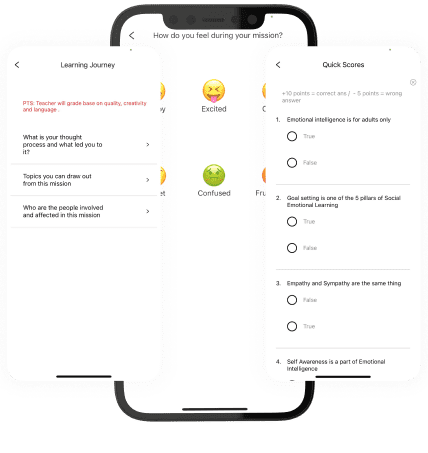 How do you feel during your mission?
Excited
Confused
Learning Journey
PTS: Teacher will grade base on quality, creativity
and language .
What is your thought
process and what led you to
it?
Topics you can draw out
from this mission
Who are the people involved
and affected in this mission
Quick Scores
+10 points = correct ans / - 5 points = wrong
answer
1. Emotional intelligence is for adults only
True
False
2. Goal setting is one of the 5 pillars of Social
Emotional Learning
True
False
3. Empathy and Sympathy are the same thing
False
True
4. Self Awareness is a part of Emotional
Intelligence